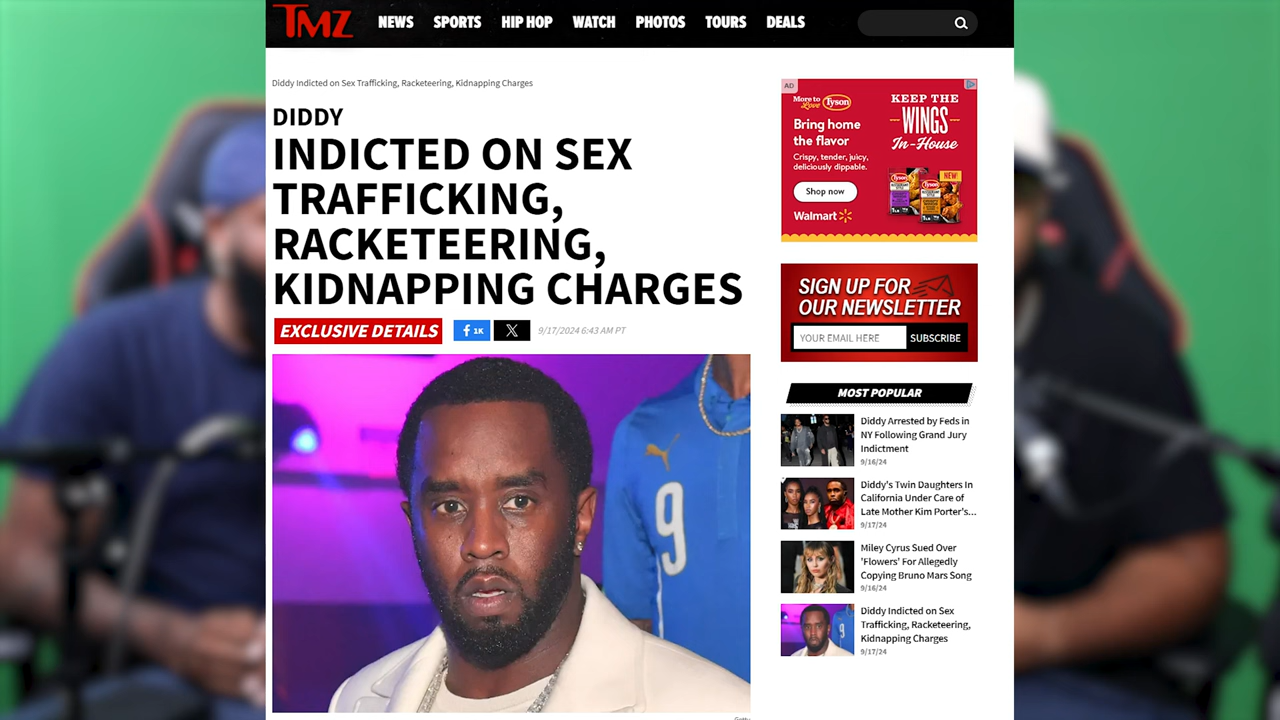 TMZ
NEWS SPORTS HIP HOP WATCH PHOTOS TOURS DEALS
Diddy Indicted on Sex Trafficking, Racketeering, Kidnapping Charges
DIDDY
INDICTED ON SEX
TRAFFICKING,
RACKETEERING,
KIDNAPPING CHARGES
EXCLUSIVE DETAILS
1K
9/17/2024 6:43 AM PT
9
Getty
AD
More to
Love Tyson
Bring home
the flavor
Crispy, tender, juicy,
deliciously dippable.
Shop now
Walmart
KEEP THE
WINGS
In-House
Tyson
Tyson
NEW!
SIGN UP FOR
OUR NEWSLETTER
YOUR EMAIL HERE SUBSCRIBE
MOST POPULAR
Diddy Arrested by Feds in
NY Following Grand Jury
Indictment
9/16/24
Diddy's Twin Daughters In
California Under Care of
Late Mother Kim Porter's...
9/17/24
Miley Cyrus Sued Over
'Flowers' For Allegedly
Copying Bruno Mars Song
9/16/24
Diddy Indicted on Sex
Trafficking, Racketeering,
Kidnapping Charges
9/17/24